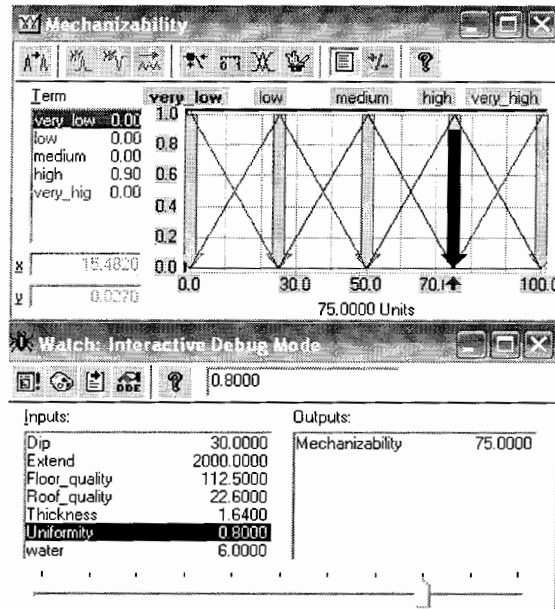 Mechanizability
Term
very_low 0.00
low 0.00
medium 0.00
high 0.90
very_hig 0.00
x 15.4820
y 0.0270
very_low low medium high very_high
1.0
0.8
0.6
0.4
0.2
0.0
0.0 30.0 50.0 70.0 100.0
75.0000 Units
Watch: Interactive Debug Mode
DDE
0.8000
Inputs:
Dip 30.0000
Extend 2000.0000
Floor_quality 112.5000
Roof_quality 22.6000
Thickness 1.6400
Uniformity 0.8000
water 6.0000
Outputs:
Mechanizability 75.0000